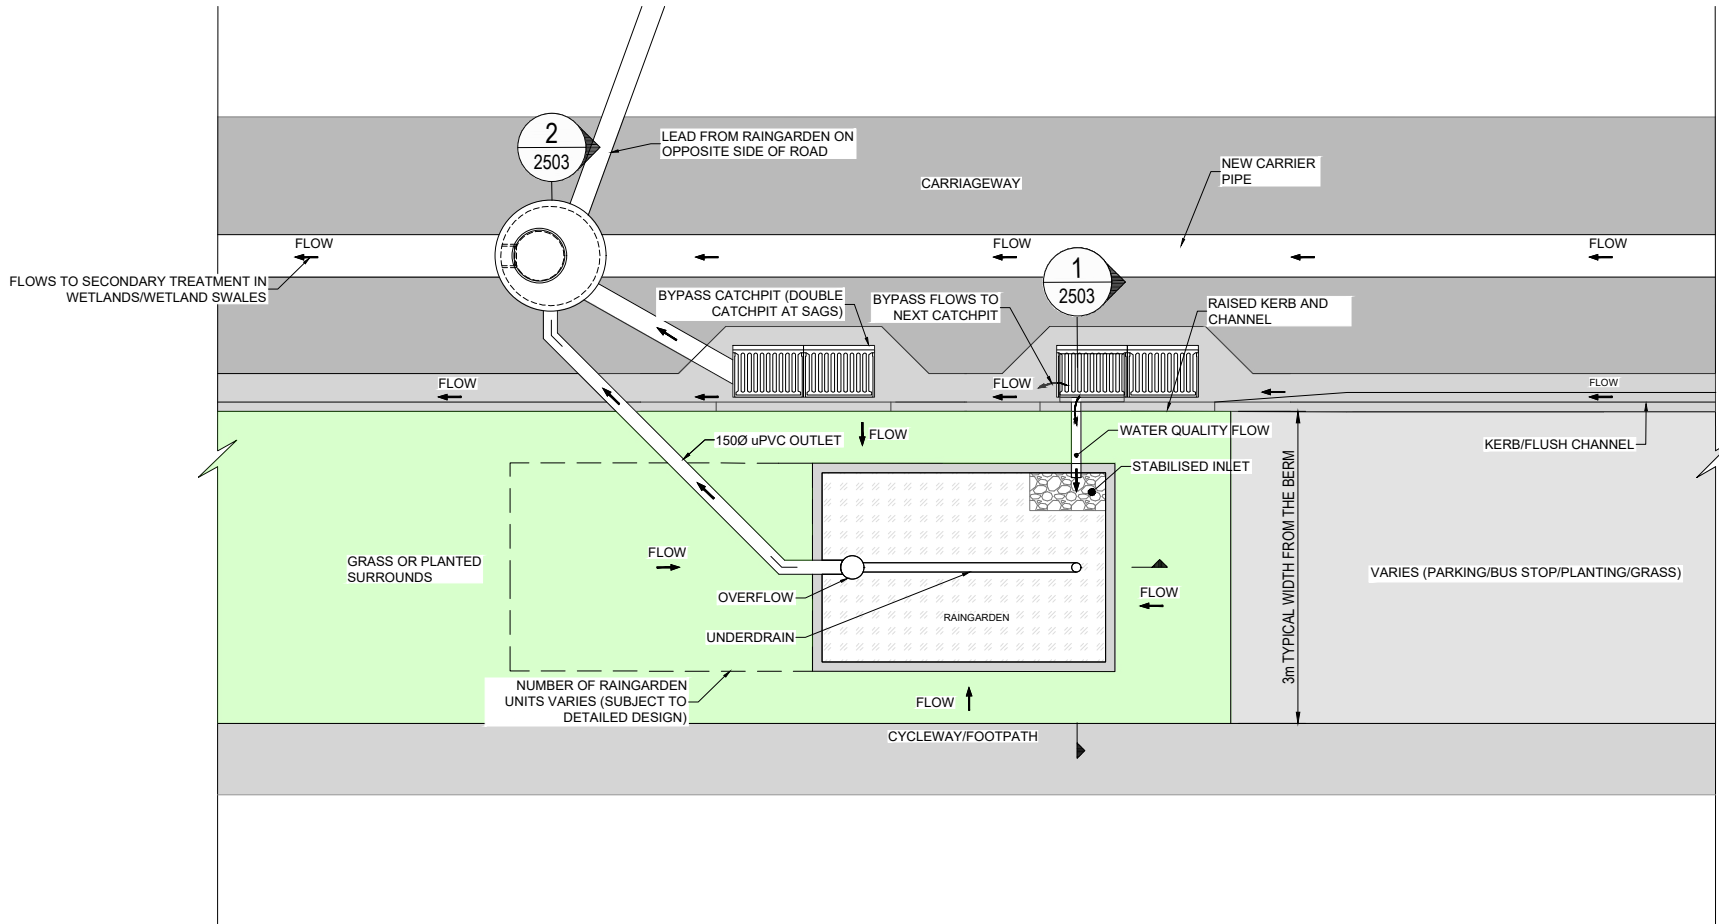 2
2503
LEAD FROM RAINGARDEN ON
OPPOSITE SIDE OF ROAD
CARRIAGEWAY
NEW CARRIER
PIPE
FLOW
FLOW
FLOW
FLOWS TO SECONDARY TREATMENT IN
WETLANDS/WETLAND SWALES
1
2503
BYPASS CATCHPIT (DOUBLE
CATCHPIT AT SAGS)
BYPASS FLOWS TO
NEXT CATCHPIT
RAISED KERB AND
CHANNEL
FLOW
FLOW
FLOW
150Ø uPVC OUTLET
FLOW
WATER QUALITY FLOW
KERB/FLUSH CHANNEL
STABILISED INLET
3m TYPICAL WIDTH FROM THE BERM
GRASS OR PLANTED
SURROUNDS
FLOW
VARIES (PARKING/BUS STOP/PLANTING/GRASS)
OVERFLOW
FLOW
RAINGARDEN
UNDERDRAIN
NUMBER OF RAINGARDEN
UNITS VARIES (SUBJECT TO
DETAILED DESIGN)
FLOW
CYCLEWAY/FOOTPATH